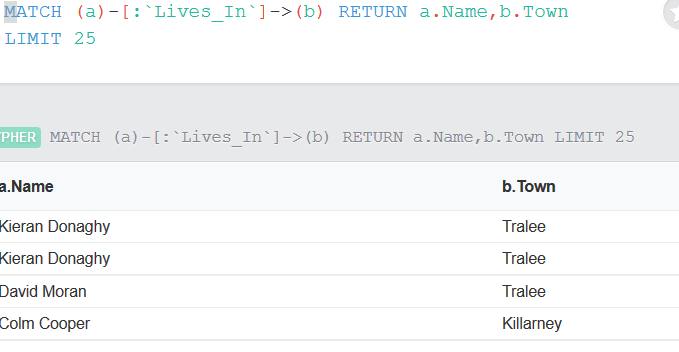 MATCH (a)-[:`Lives_In`]->(b) RETURN a.Name,b.Town
LIMIT 25
YPHER MATCH (a)-[:`Lives_In`]->(b) RETURN a.Name,b.Town LIMIT 25
a.Name b.Town
Kieran Donaghy Tralee
Kieran Donaghy Tralee
David Moran Tralee
Colm Cooper Killarney